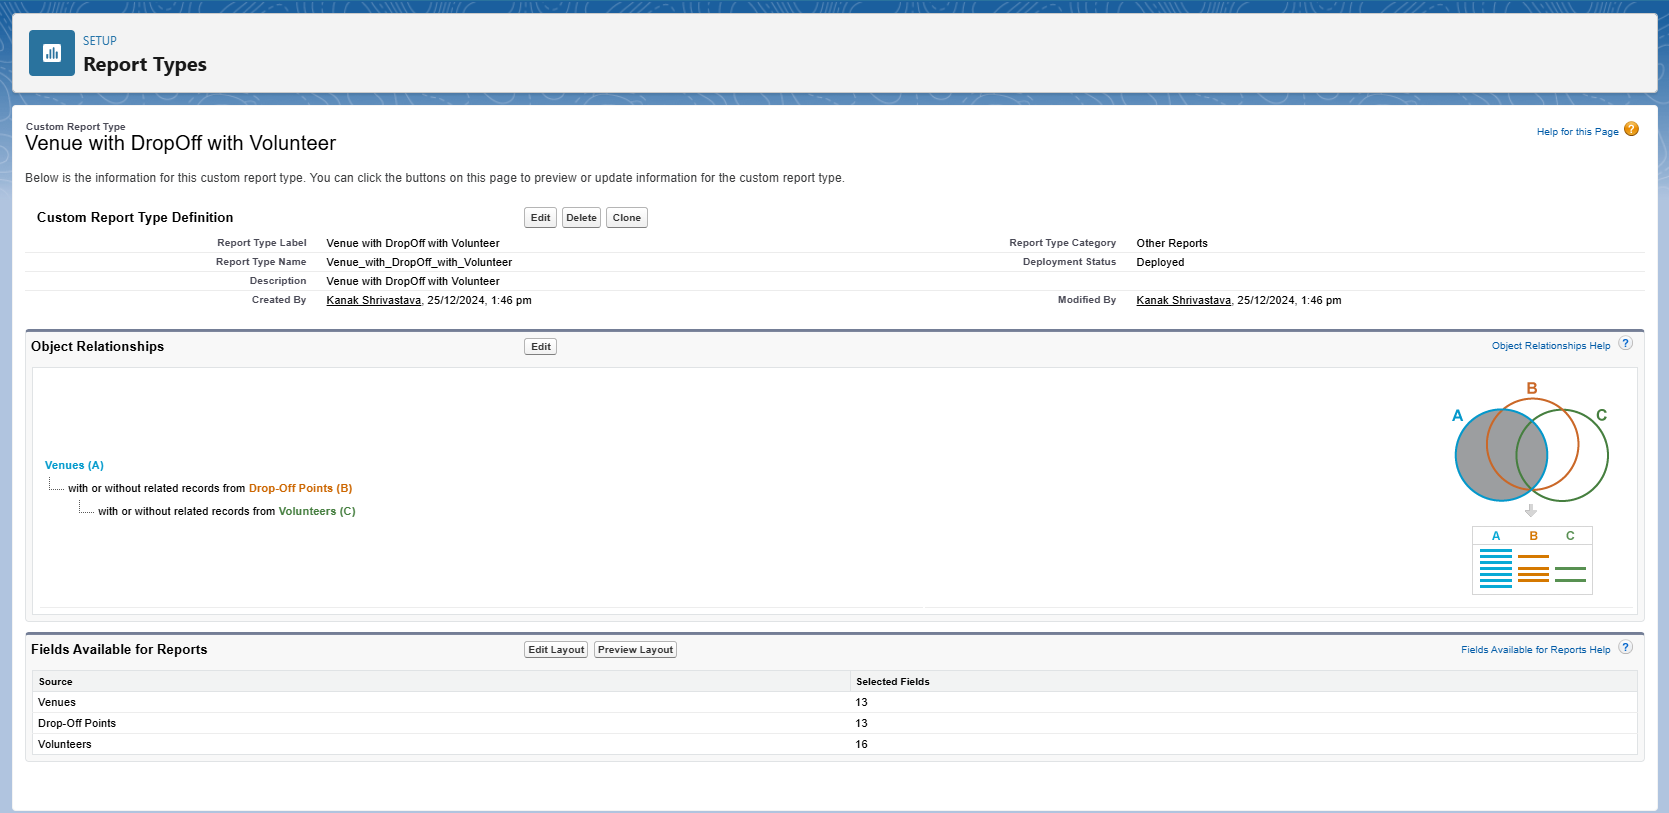 SETUP
Report Types
Custom Report Type
Venue with DropOff with Volunteer
Help for this Page ?
Below is the information for this custom report type. You can click the buttons on this page to preview or update information for the custom report type.
Custom Report Type Definition Edit Delete Clone
Report Type Label Venue with DropOff with Volunteer Report Type Category Other Reports
Report Type Name Venue_with_DropOff_with_Volunteer Deployment Status Deployed
Description Venue with DropOff with Volunteer
Created By Kanak Shrivastava, 25/12/2024, 1:46 pm Modified By Kanak Shrivastava, 25/12/2024, 1:46 pm
Object Relationships Edit Object Relationships Help ?
B
A C
Venues (A)
with or without related records from Drop-Off Points (B)
with or without related records from Volunteers (C)
A B C
Fields Available for Reports Edit Layout Preview Layout Fields Available for Reports Help ?
Source Selected Fields
Venues 13
Drop-Off Points 13
Volunteers 16